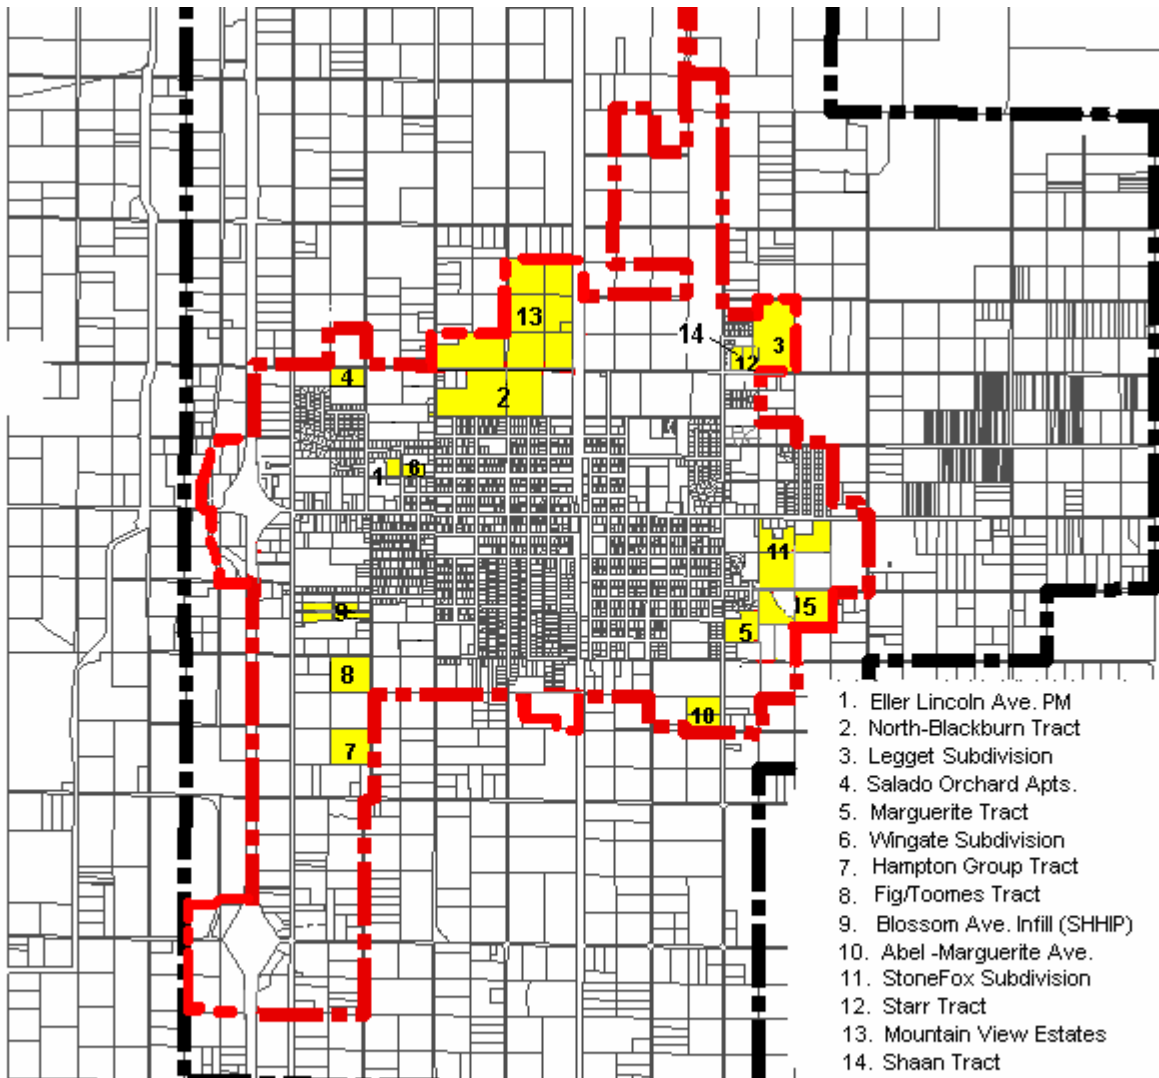 13
14
3
12
4
2
1
6
11
9
15
5
8
10
7
1. Eller Lincoln Ave. PM
2. North-Blackburn Tract
3. Legget Subdivision
4. Salado Orchard Apts.
5. Marguerite Tract
6. Wingate Subdivision
7. Hampton Group Tract
8. Fig/Toomes Tract
9. Blossom Ave. Infill (SHHIP)
10. Abel -Marguerite Ave.
11. StoneFox Subdivision
12. Starr Tract
13. Mountain View Estates
14. Shaan Tract